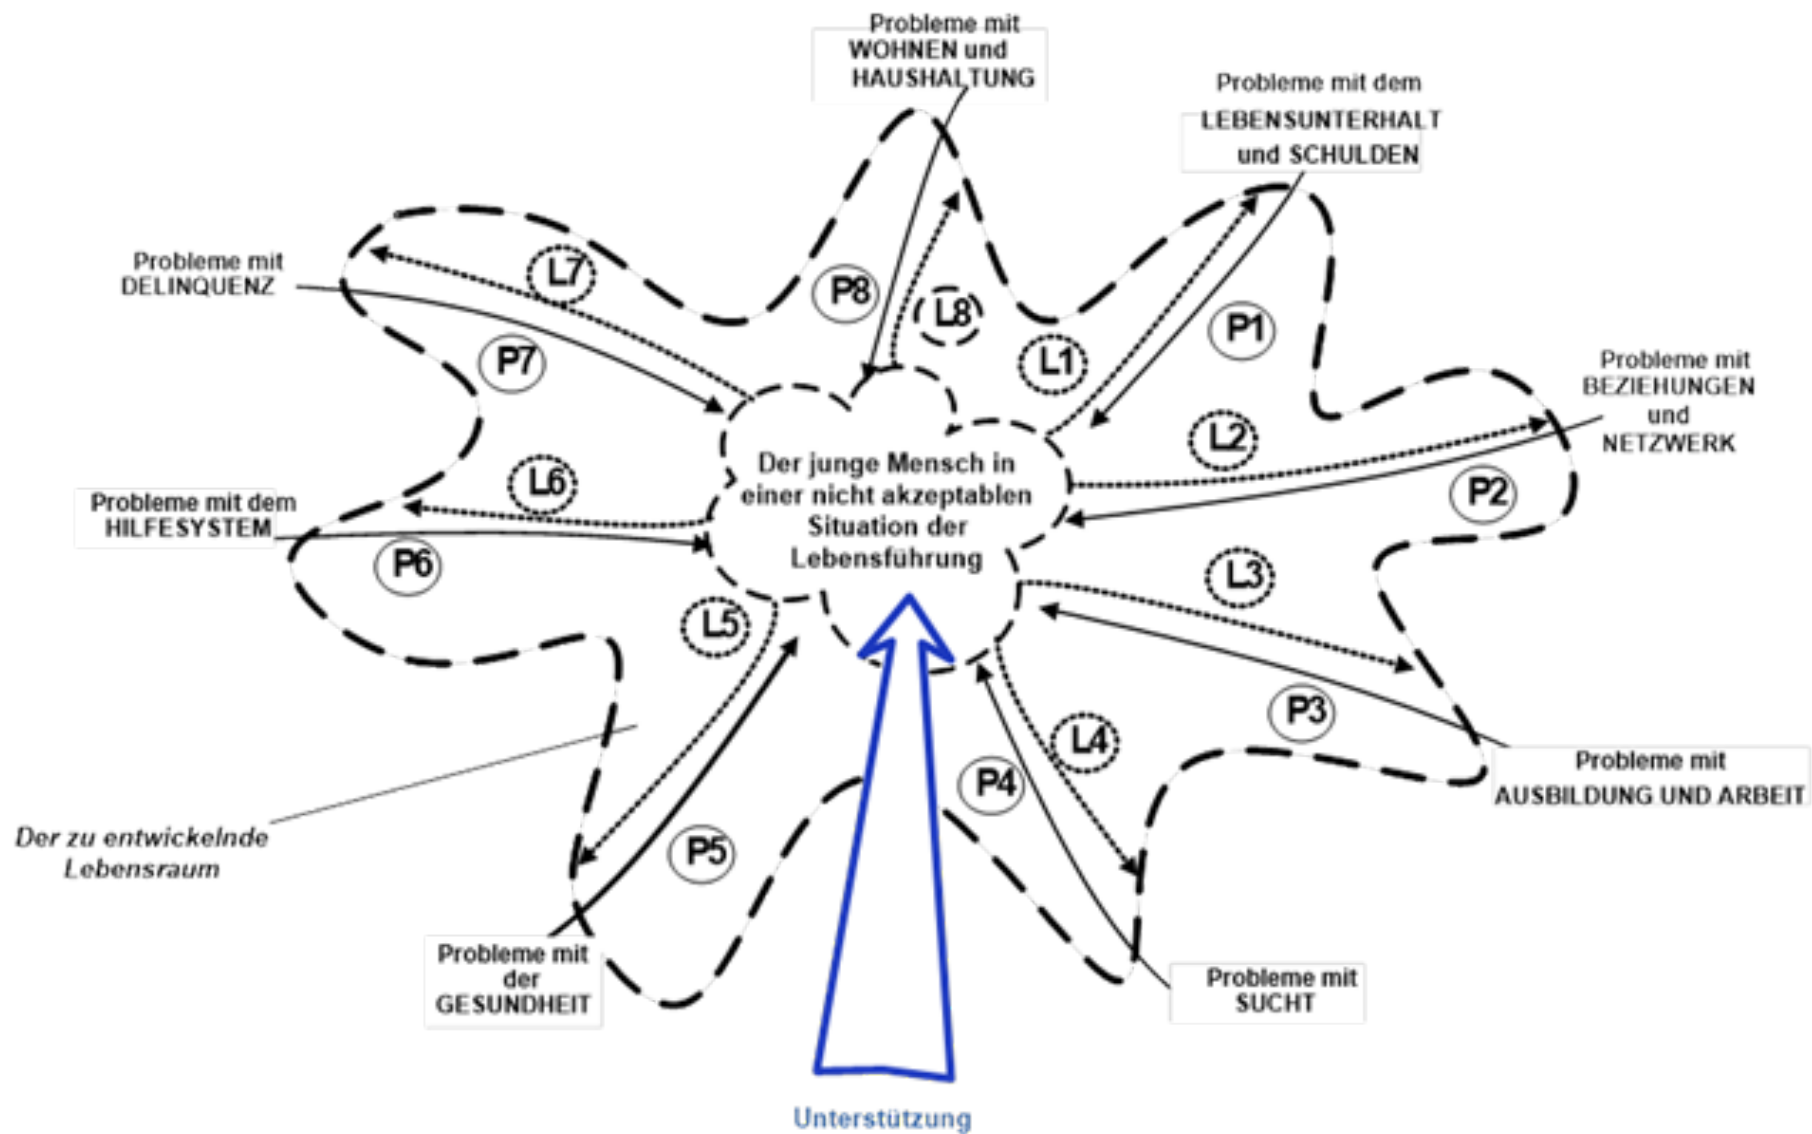 Probleme mit
WOHNEN und
HAUSHALTUNG
Probleme mit dem
LEBENSUNTERHALT
und SCHULDEN
Probleme mit
DELINQUENZ
L7
P8
L8
L1
P1
P7
Probleme mit
BEZIEHUNGEN
und
NETZWERK
L2
P2
Der junge Mensch in
einer nicht akzeptablen
Situation der
Lebensführung
Probleme mit dem
HILFESYSTEM
L6
P6
L3
L5
P3
L4
P4
Probleme mit
AUSBILDUNG UND ARBEIT
Der zu entwickelnde
Lebensraum
P5
Probleme mit
der
GESUNDHEIT
Probleme mit
SUCHT
Unterstützung